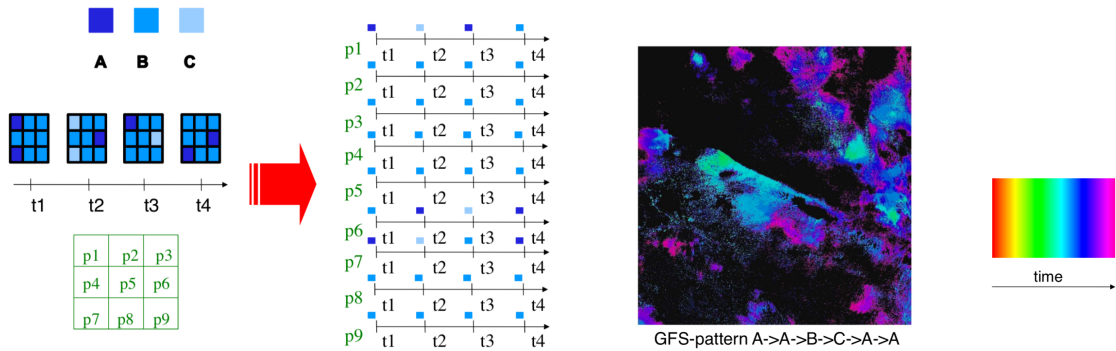 A B C
t1 t2 t3 t4
p1 p2 p3
p4 p5 p6
p7 p8 p9
p1
t1 t2 t3 t4
p2
t1 t2 t3 t4
p3
t1 t2 t3 t4
p4
t1 t2 t3 t4
p5
t1 t2 t3 t4
p6
t1 t2 t3 t4
p7
t1 t2 t3 t4
p8
t1 t2 t3 t4
p9
t1 t2 t3 t4
GFS-pattern A->A->B->C->A->A
time